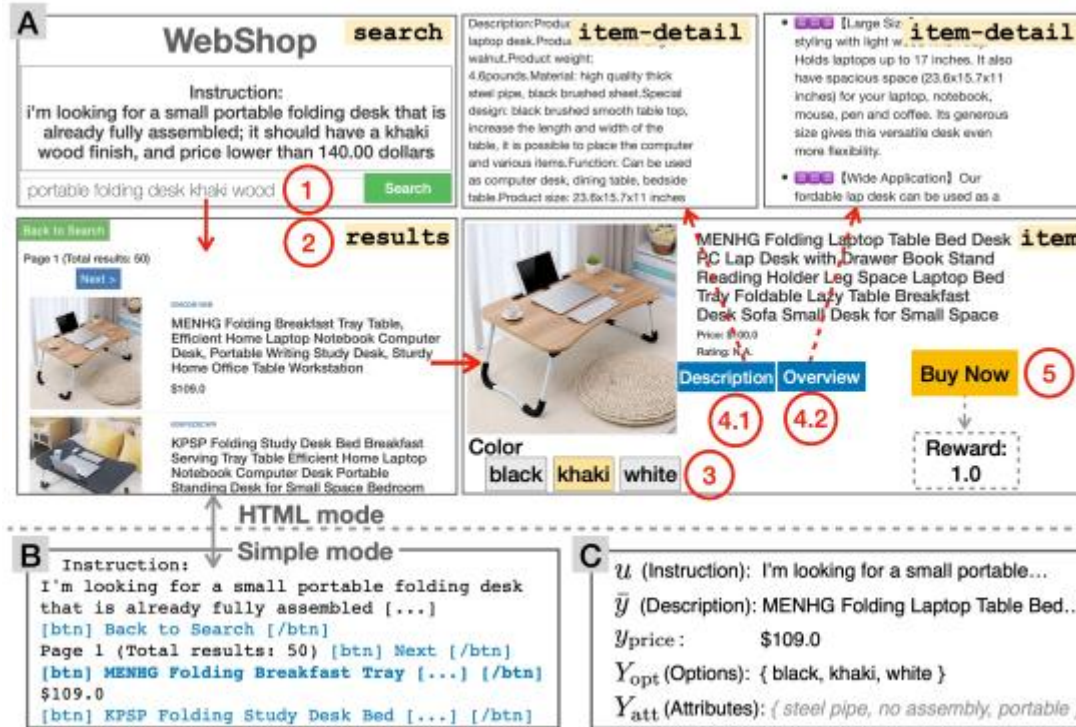 A
WebShop
search
Instruction:
i'm looking for a small portable folding desk that is
already fully assembled; it should have a khaki
wood finish, and price lower than 140.00 dollars
portable folding desk khaki wood
1
Search
Description:Produc
item-detail
laptop desk.Produ
walnut.Product weight:
4.6pounds.Material: high quality thick
steel pipe, black brushed sheet.Special
design: black brushed smooth table top,
increase the length and width of the
table, it is possible to place the computer
and various items.Function: Can be used
as computer desk, dining table, bedside
table.Product size: 23.6x15.7x11 inches
【Large Siz
item-detail
styling with light w
Holds laptops up to 17 inches. It also
have spacious space (23.6x15.7x11
inches) for your laptop, notebook,
mouse, pen and coffee. Its generous
size gives this versatile desk even
more flexibility.
【Wide Application】 Our
fordable lap desk can be used as a
Back to Search
2
results
Page 1 (Total results: 50)
Next >
MENHG Folding Breakfast Tray Table,
Efficient Home Laptop Notebook Computer
Desk, Portable Writing Study Desk, Sturdy
Home Office Table Workstation
$109.0
KPSP Folding Study Desk Bed Breakfast
Serving Tray Table Efficient Home Laptop
Notebook Computer Desk Portable
Standing Desk for Small Space Bedroom
MENHG Folding Laptop Table Bed Desk
item
PC Lap Desk with Drawer Book Stand
Reading Holder Leg Space Laptop Bed
Tray Foldable Lazy Table Breakfast
Desk Sofa Small Desk for Small Space
Price:
Rating: N.A.
Description Overview
4.1 4.2
Buy Now
5
Reward:
1.0
Color
black khaki white
3
HTML mode
Simple mode
B
Instruction:
I'm looking for a small portable folding desk
that is already fully assembled [...]
[btn] Back to Search [/btn]
Page 1 (Total results: 50) [btn] Next [/btn]
[btn] MENHG Folding Breakfast Tray [...] [/btn]
$109.0
[btn] KPSP Folding Study Desk Bed [...] [/btn]
C
u (Instruction): I'm looking for a small portable...
ȳ (Description): MENHG Folding Laptop Table Bed...
y_price: $109.0
Y_opt (Options): { black, khaki, white }
Y_att (Attributes): { steel pipe, no assembly, portable